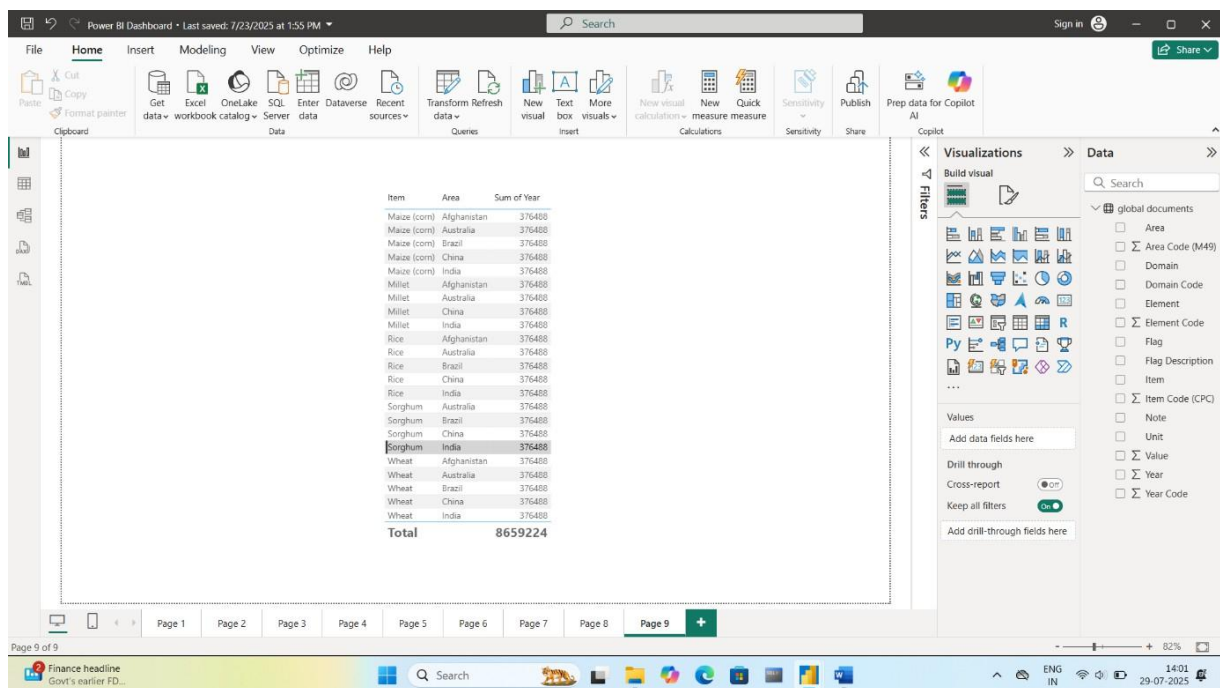 Power BI Dashboard • Last saved: 7/23/2025 at 1:55 PM
Search
Sign in
File Home Insert Modeling View Optimize Help
Share
Paste
Cut
Copy
Format painter
Clipboard
Get data
Excel workbook
OneLake catalog
SQL Server
Enter data
Dataverse
Recent sources
Data
Transform data
Refresh
Queries
New visual
Text box
More visuals
Insert
New visual calculation
New measure
Quick measure
Calculations
Sensitivity
Sensitivity
Publish
Share
Prep data for AI
Copilot
Copilot
Item Area Sum of Year
Maize (corn) Afghanistan 376488
Maize (corn) Australia 376488
Maize (corn) Brazil 376488
Maize (corn) China 376488
Maize (corn) India 376488
Millet Afghanistan 376488
Millet Australia 376488
Millet China 376488
Millet India 376488
Rice Afghanistan 376488
Rice Australia 376488
Rice Brazil 376488
Rice China 376488
Rice India 376488
Sorghum Australia 376488
Sorghum Brazil 376488
Sorghum China 376488
Sorghum India 376488
Wheat Afghanistan 376488
Wheat Australia 376488
Wheat Brazil 376488
Wheat China 376488
Wheat India 376488
Total 8659224
Filters
Visualizations
Build visual
R
Py
...
Values
Add data fields here
Drill through
Cross-report Off
Keep all filters On
Add drill-through fields here
Data
Search
global documents
Area
∑ Area Code (M49)
Domain
Domain Code
Element
∑ Element Code
Flag
Flag Description
Item
∑ Item Code (CPC)
Note
Unit
∑ Value
∑ Year
∑ Year Code
Page 1 Page 2 Page 3 Page 4 Page 5 Page 6 Page 7 Page 8 Page 9 +
Page 9 of 9
- + 82%
2
Finance headline
Govt's earlier FD...
Search
ENG
IN
14:01
29-07-2025